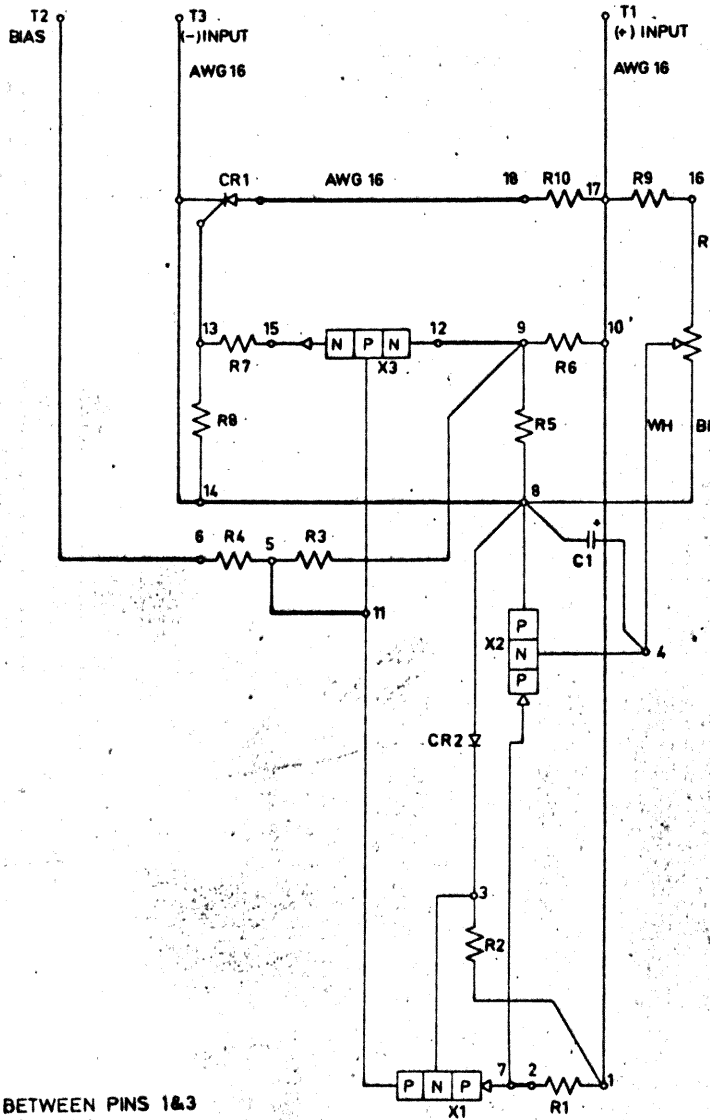 T2
BIAS
T3
(-) INPUT
AWG 16
T1
(+) INPUT
AWG 16
CR1
AWG 16
18
R10
17
R9
16
R
13
R7
15
N P N
X3
12
9
R6
10
R8
R5
WH
BL
14
8
6
R4
5
R3
11
C1
+
X2
P
N
P
4
CR2
3
R2
P N P
X1
7
2
R1
1
BETWEEN PINS 1&3